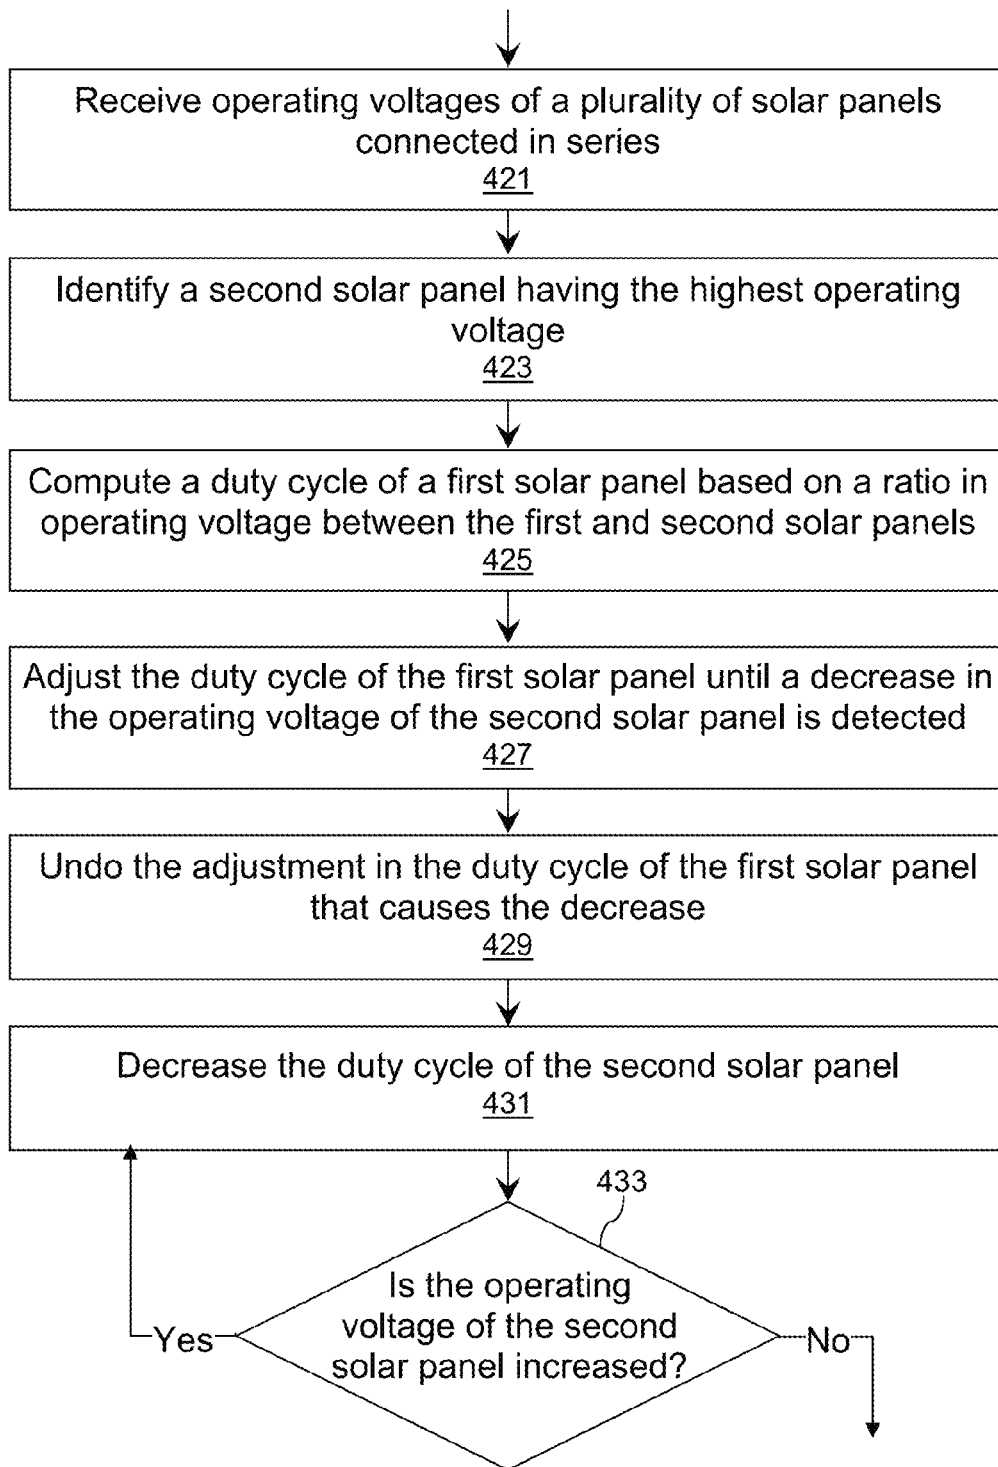 Receive operating voltages of a plurality of solar panels
connected in series
421
Identify a second solar panel having the highest operating
voltage
423
Compute a duty cycle of a first solar panel based on a ratio in
operating voltage between the first and second solar panels
425
Adjust the duty cycle of the first solar panel until a decrease in
the operating voltage of the second solar panel is detected
427
Undo the adjustment in the duty cycle of the first solar panel
that causes the decrease
429
Decrease the duty cycle of the second solar panel
431
433
Is the operating
voltage of the second
solar panel increased?
Yes
No